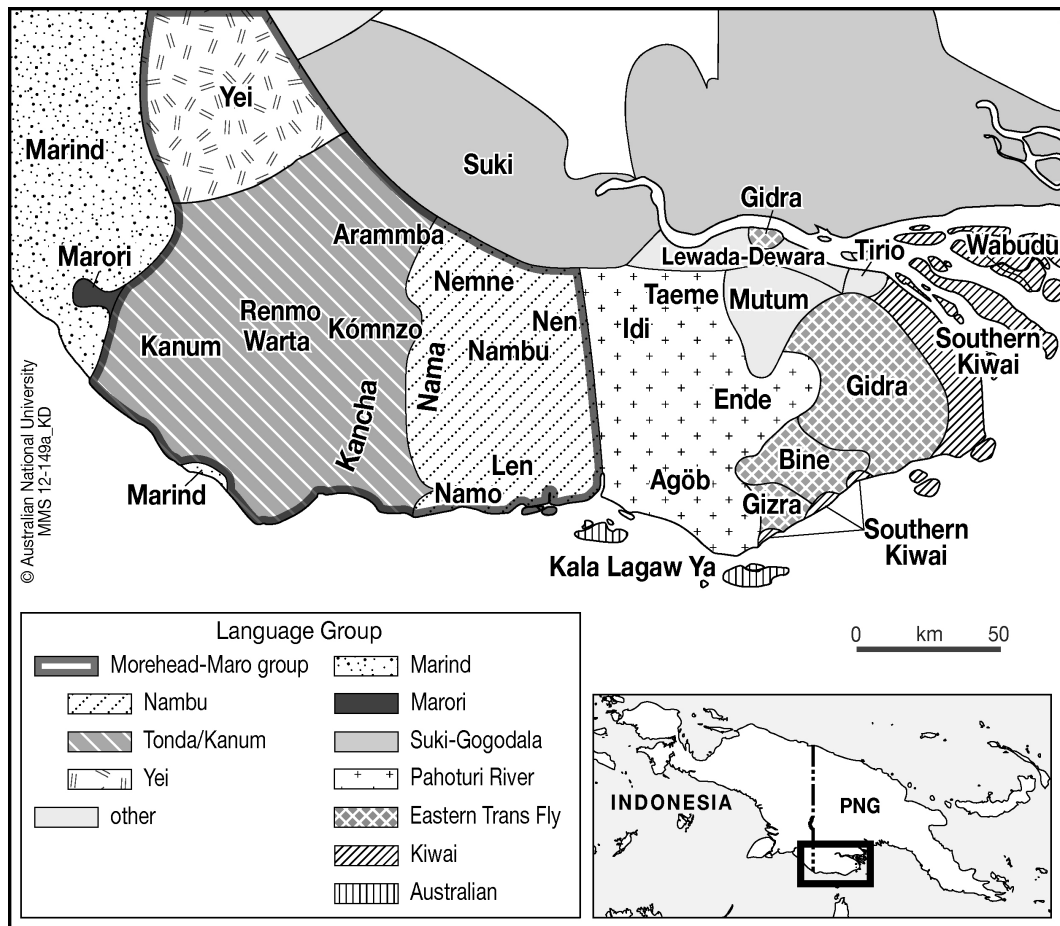 Yei
Marind
Suki
Gidra
Arammba
Marori
Lewada-Dewara
Tirio
Wabudu
Nemne
Taeme
Mutum
Renmo
Warta
Kómnzo
Nen
Idi
Kanum
Nambu
Southern
Kiwai
Nama
Gidra
Kancha
Ende
Len
Bine
Agöb
Marind
Namo
Gizra
Southern
Kiwai
Kala Lagaw Ya
© Australian National University
MMS 12-149a_KD
Language Group
Morehead-Maro group
Nambu
Tonda/Kanum
Yei
other
Marind
Marori
Suki-Gogodala
Pahoturi River
Eastern Trans Fly
Kiwai
Australian
0 km 50
INDONESIA
PNG